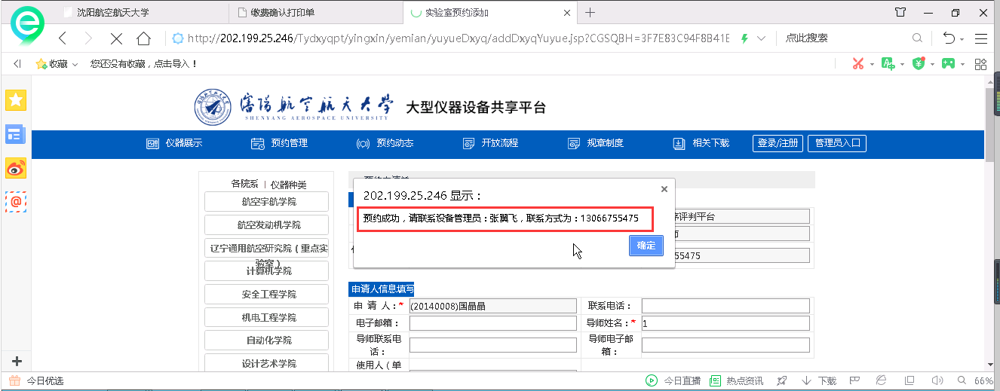 沈阳航空航天大学
缴费确认打印单
实验室预约添加
http://202.199.25.246/Tydxyqpt/yingxin/yemian/yuyueDxyq/addDxyqYuyue.jsp?CGSQBH=3F7E83C94F8B41E
点此搜索
收藏
您还没有收藏，点击导入！
瀋陽航空航天大学
SHENYANG AEROSPACE UNIVERSITY
大型仪器设备共享平台
仪器展示
预约管理
预约动态
开放流程
规章制度
相关下载
登录/注册
管理员入口
各院系 | 仪器种类
航空宇航学院
航空发动机学院
辽宁通用航空研究院（重点实
验室）
计算机学院
安全工程学院
机电工程学院
自动化学院
设计艺术学院
202.199.25.246 显示：
预约成功，请联系设备管理员：张翼飞，联系方式为：13066755475
确定
评判平台
55475
申请人信息填写
申 请 人：* (20140008)国晶晶
联系电话：
电子邮箱：
导师姓名：* 1
导师联系电
话：
导师电子邮
箱：
使用人（单
今日优选
今日直播
热点资讯
下载
66%